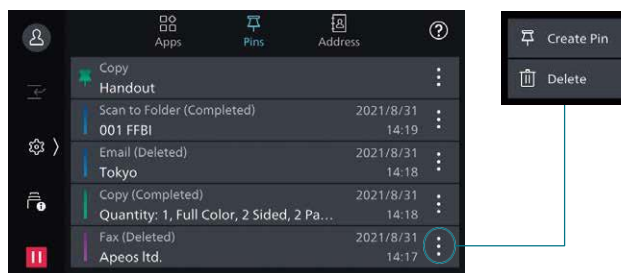 Apps
Pins
Address
Copy
Handout
Scan to Folder (Completed) 2021/8/31
001 FFBI 14:19
Email (Deleted) 2021/8/31
Tokyo 14:18
Copy (Completed) 2021/8/31
Quantity: 1, Full Color, 2 Sided, 2 Pa... 14:18
Fax (Deleted) 2021/8/31
Apeos ltd. 14:17
Create Pin
Delete